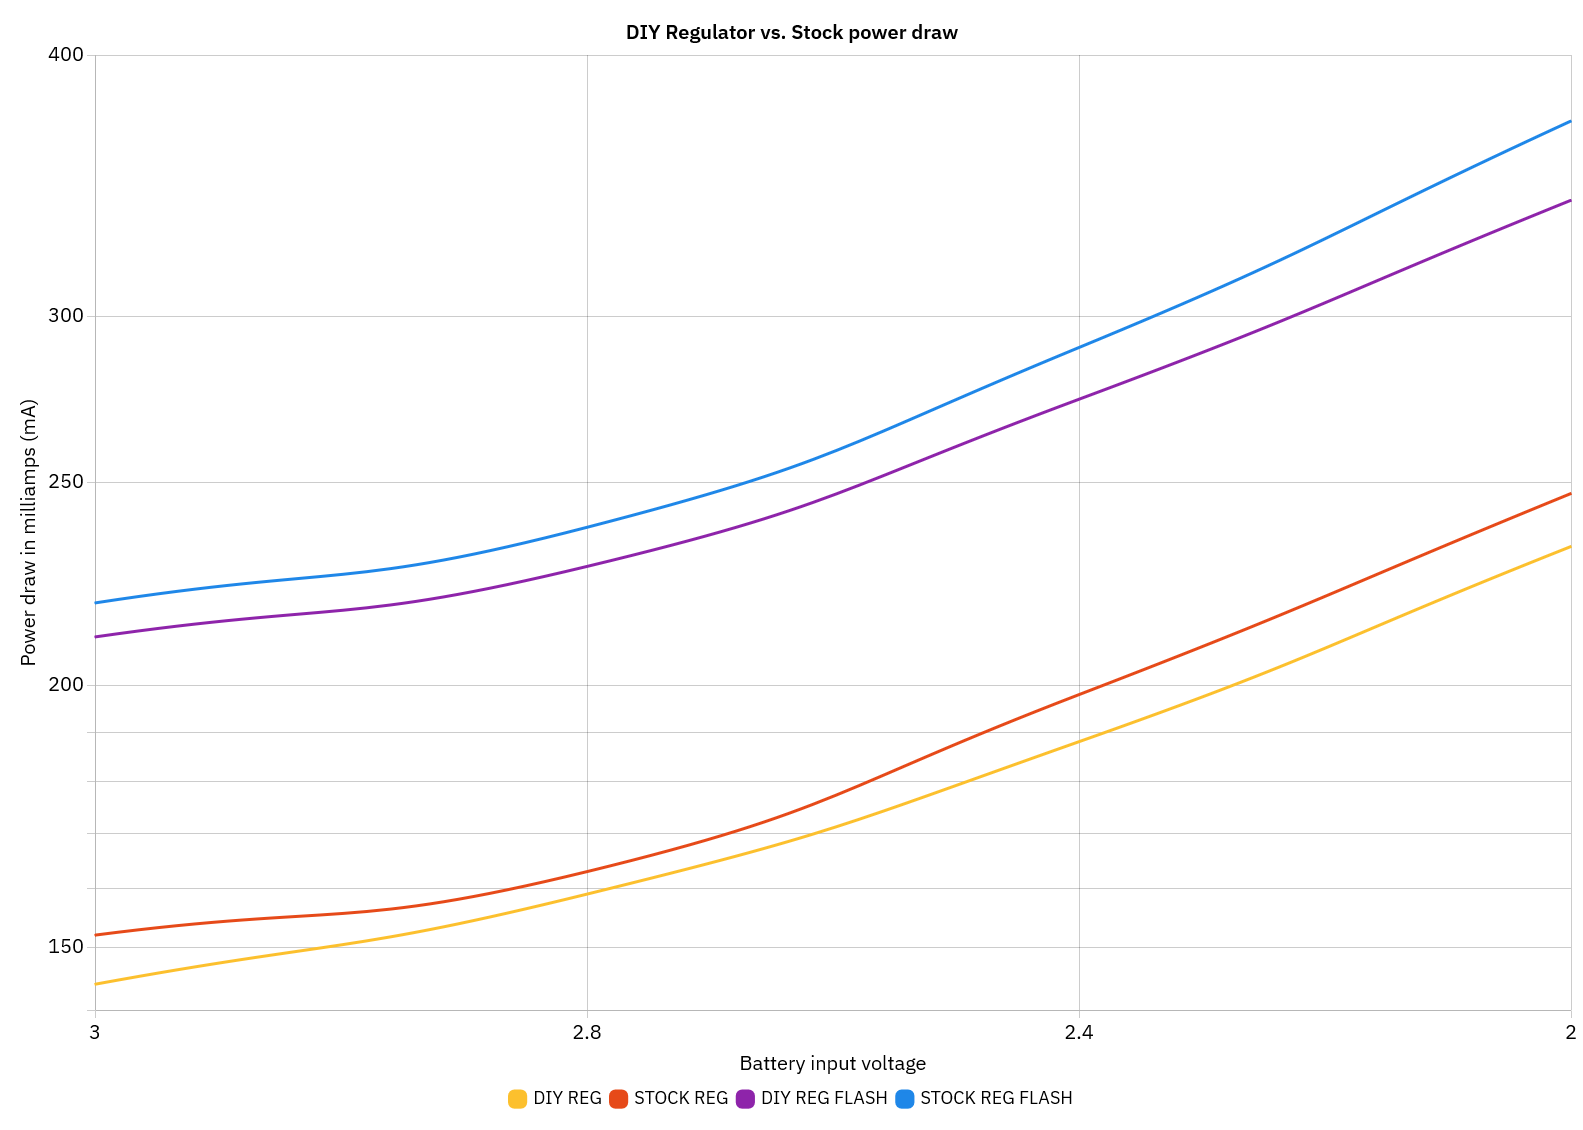 DIY Regulator vs. Stock power draw
400
300
250
200
150
Power draw in milliamps (mA)
3 2.8 2.4 2
Battery input voltage
DIY REG STOCK REG DIY REG FLASH STOCK REG FLASH